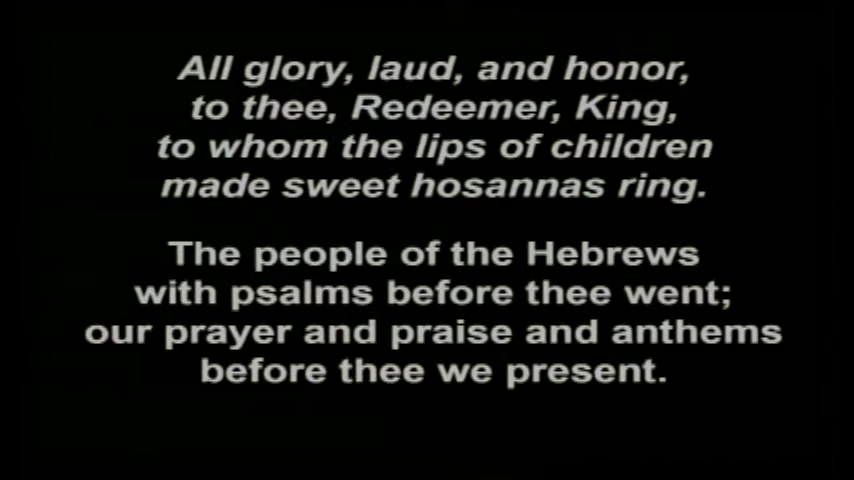 All glory, laud, and honor,
to thee, Redeemer, King,
to whom the lips of children
made sweet hosannas ring.
The people of the Hebrews
with psalms before thee went;
our prayer and praise and anthems
before thee we present.